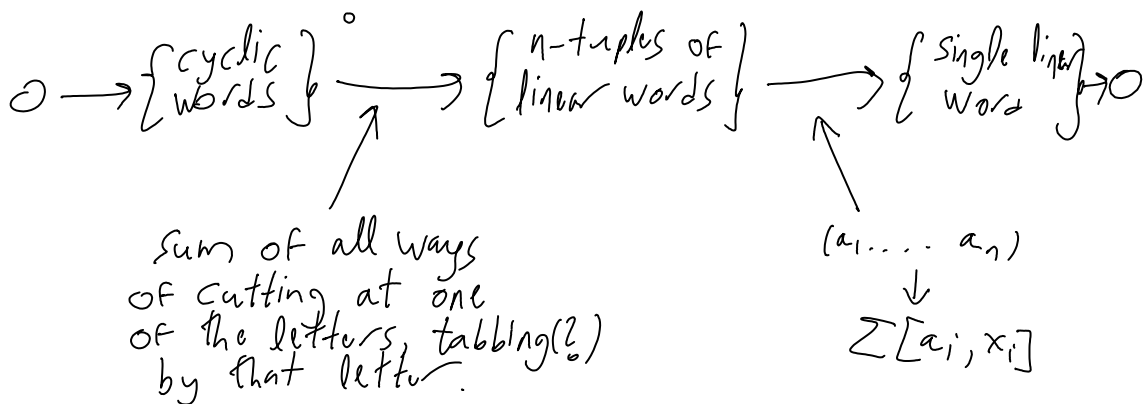 0 → {cyclic words} → {n-tuples of linear words} → {single linear word} → 0
sum of all ways
of cutting at one
of the letters, tabbing(?)
by that letter.
(a₁.... aₙ)
↓
Σ[aᵢ, xᵢ]